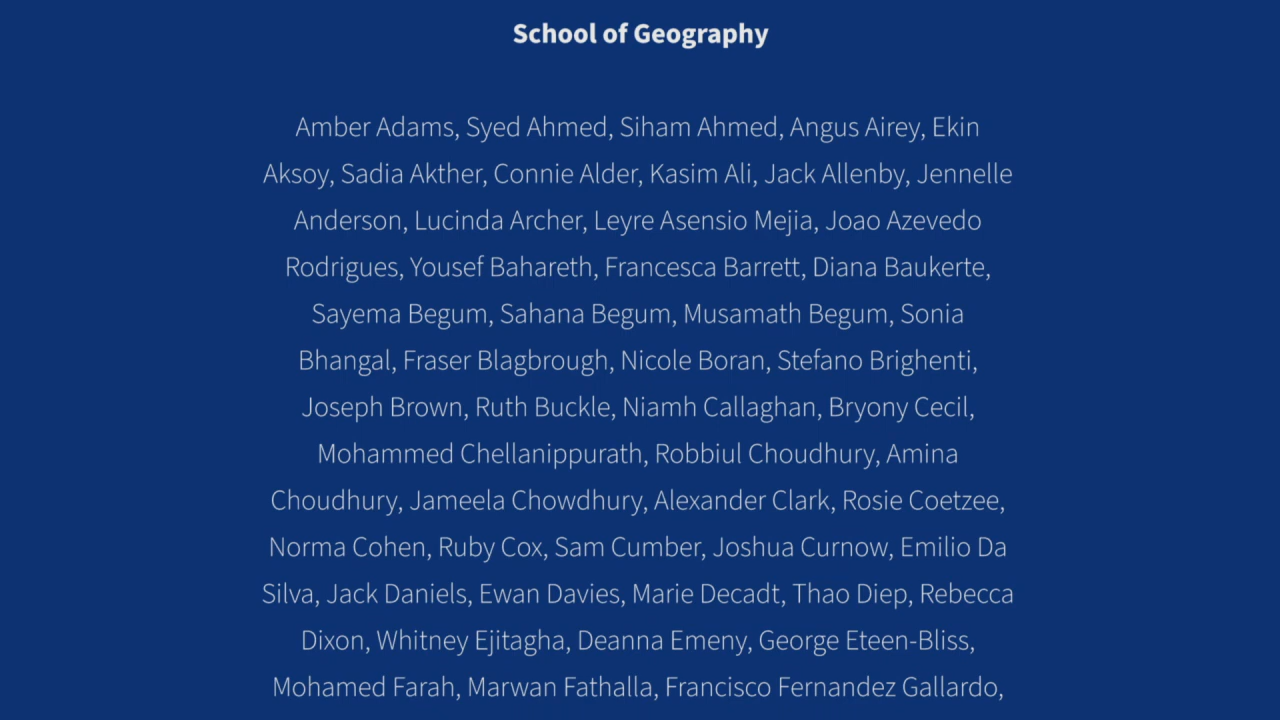 School of Geography
Amber Adams, Syed Ahmed, Siham Ahmed, Angus Airey, Ekin
Aksoy, Sadia Akther, Connie Alder, Kasim Ali, Jack Allenby, Jennelle
Anderson, Lucinda Archer, Leyre Asensio Mejia, Joao Azevedo
Rodrigues, Yousef Bahareth, Francesca Barrett, Diana Baukerte,
Sayema Begum, Sahana Begum, Musamath Begum, Sonia
Bhangal, Fraser Blagbrough, Nicole Boran, Stefano Brighenti,
Joseph Brown, Ruth Buckle, Niamh Callaghan, Bryony Cecil,
Mohammed Chellanippurath, Robbiul Choudhury, Amina
Choudhury, Jameela Chowdhury, Alexander Clark, Rosie Coetzee,
Norma Cohen, Ruby Cox, Sam Cumber, Joshua Curnow, Emilio Da
Silva, Jack Daniels, Ewan Davies, Marie Decadt, Thao Diep, Rebecca
Dixon, Whitney Ejitagha, Deanna Emeny, George Eteen-Bliss,
Mohamed Farah, Marwan Fathalla, Francisco Fernandez Gallardo,